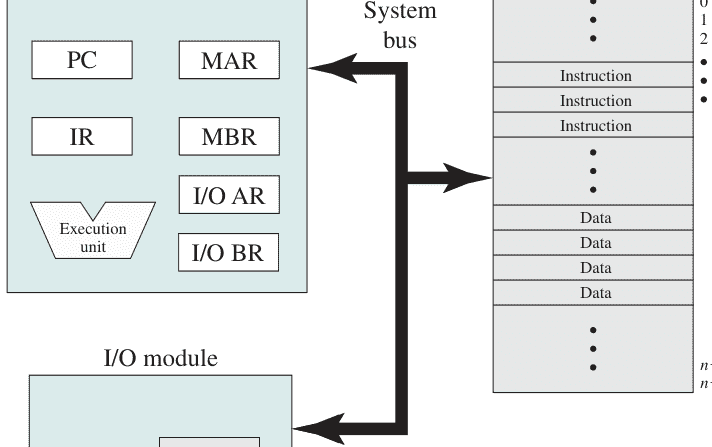 System
bus
PC
MAR
IR
MBR
I/O AR
Execution
unit
I/O BR
I/O module
0
1
2
Instruction
Instruction
Instruction
Data
Data
Data
Data
n-
n-